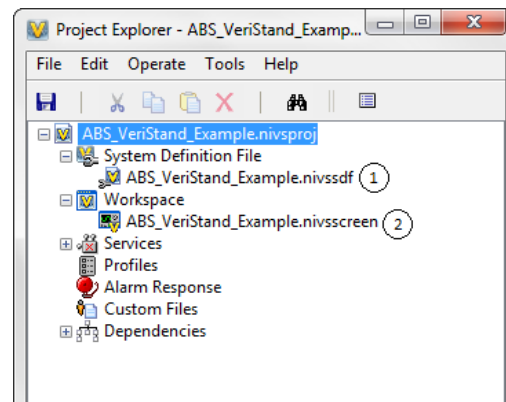 Project Explorer - ABS_VeriStand_Examp...
File Edit Operate Tools Help
ABS_VeriStand_Example.nivsproj
System Definition File
ABS_VeriStand_Example.nivssdf 1
Workspace
ABS_VeriStand_Example.nivsscreen 2
Services
Profiles
Alarm Response
Custom Files
Dependencies